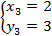 {x₃ = 2
{y₃ = 3